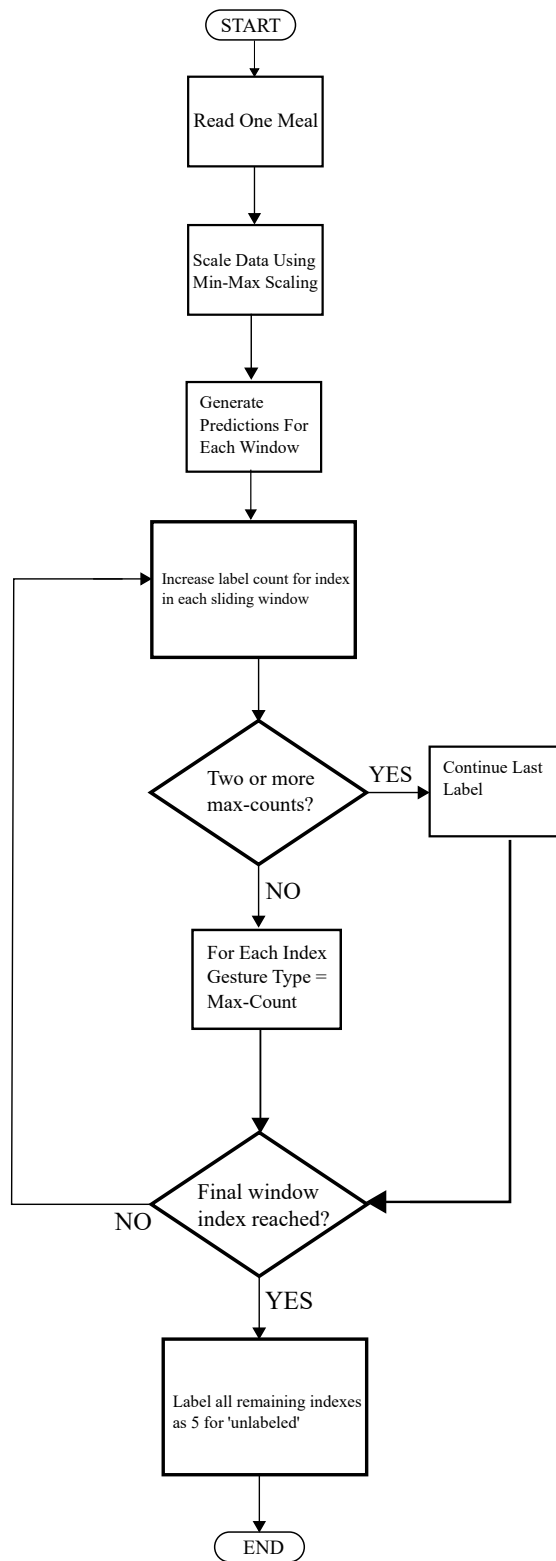 START
Read One Meal
Scale Data Using
Min-Max Scaling
Generate
Predictions For
Each Window
Increase label count for index
in each sliding window
Two or more
max-counts?
YES
Continue Last
Label
NO
For Each Index
Gesture Type =
Max-Count
Final window
index reached?
NO
YES
Label all remaining indexes
as 5 for 'unlabeled'
END